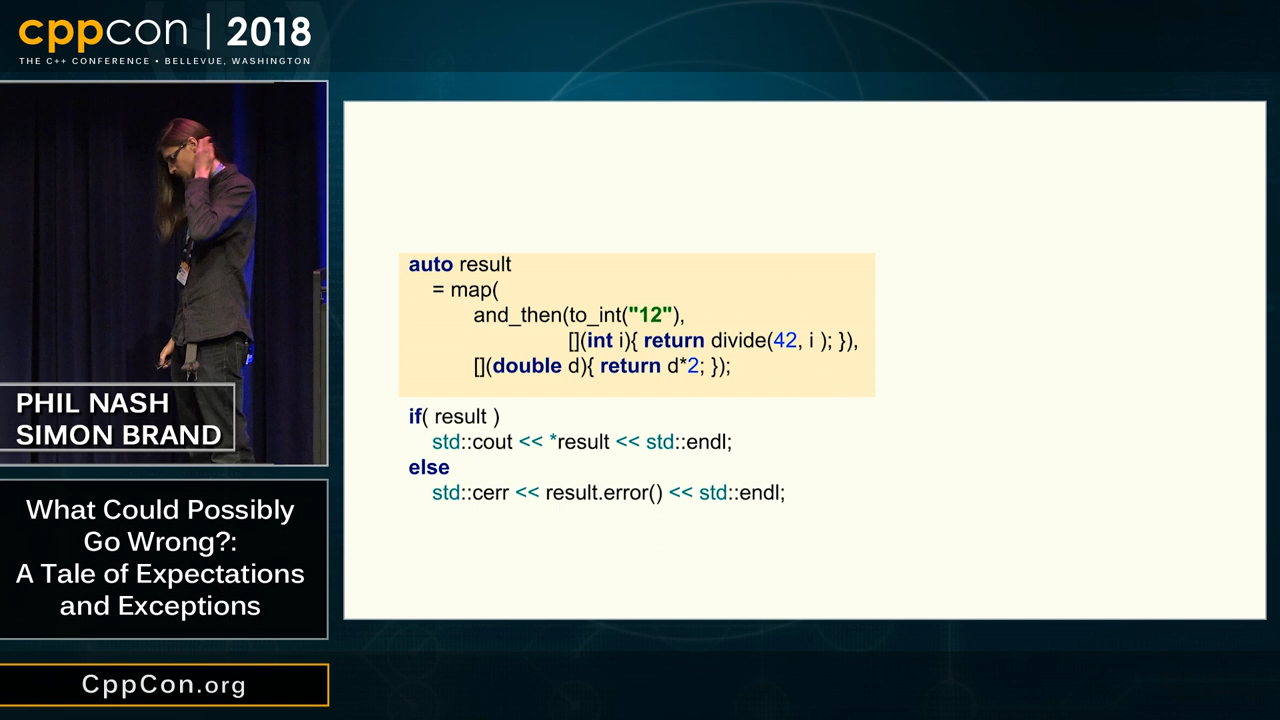 cppcon | 2018
THE C++ CONFERENCE • BELLEVUE, WASHINGTON
PHIL NASH
SIMON BRAND
What Could Possibly
Go Wrong?:
A Tale of Expectations
and Exceptions
CppCon.org
auto result
= map(
and_then(to_int("12"),
[](int i){ return divide(42, i ); }),
[](double d){ return d*2; });
if( result )
std::cout << *result << std::endl;
else
std::cerr << result.error() << std::endl;